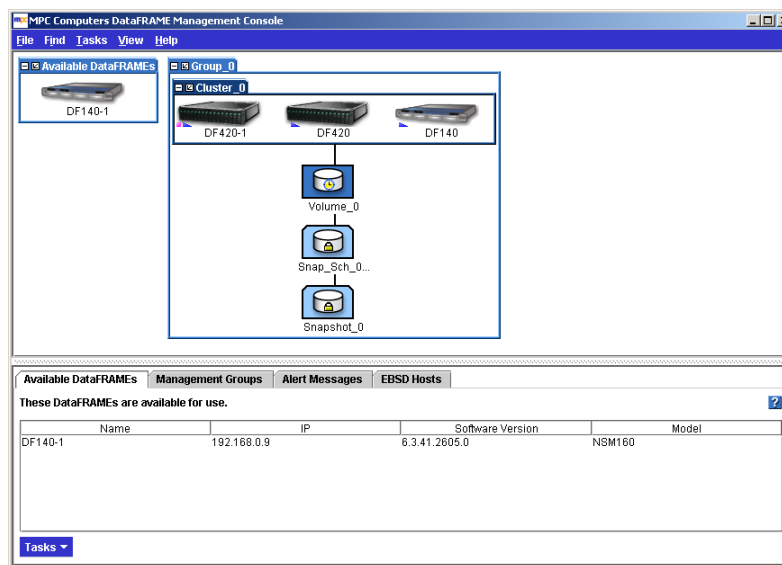 MPC Computers DataFRAME Management Console
File Find Tasks View Help
Available DataFRAMEs
DF140-1
Group_0
Cluster_0
DF420-1 DF420 DF140
Volume_0
Snap_Sch_0...
Snapshot_0
Available DataFRAMEs Management Groups Alert Messages EBSD Hosts
These DataFRAMEs are available for use.
?
Name IP Software Version Model
DF140-1 192.168.0.9 6.3.41.2605.0 NSM160
Tasks